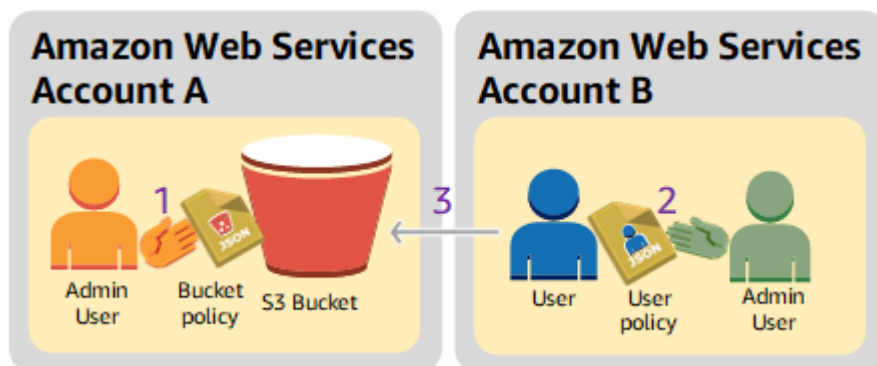 Amazon Web Services
Account A
1
JSON
Admin
User
Bucket
policy
S3 Bucket
3
Amazon Web Services
Account B
2
JSON
User
User
policy
Admin
User